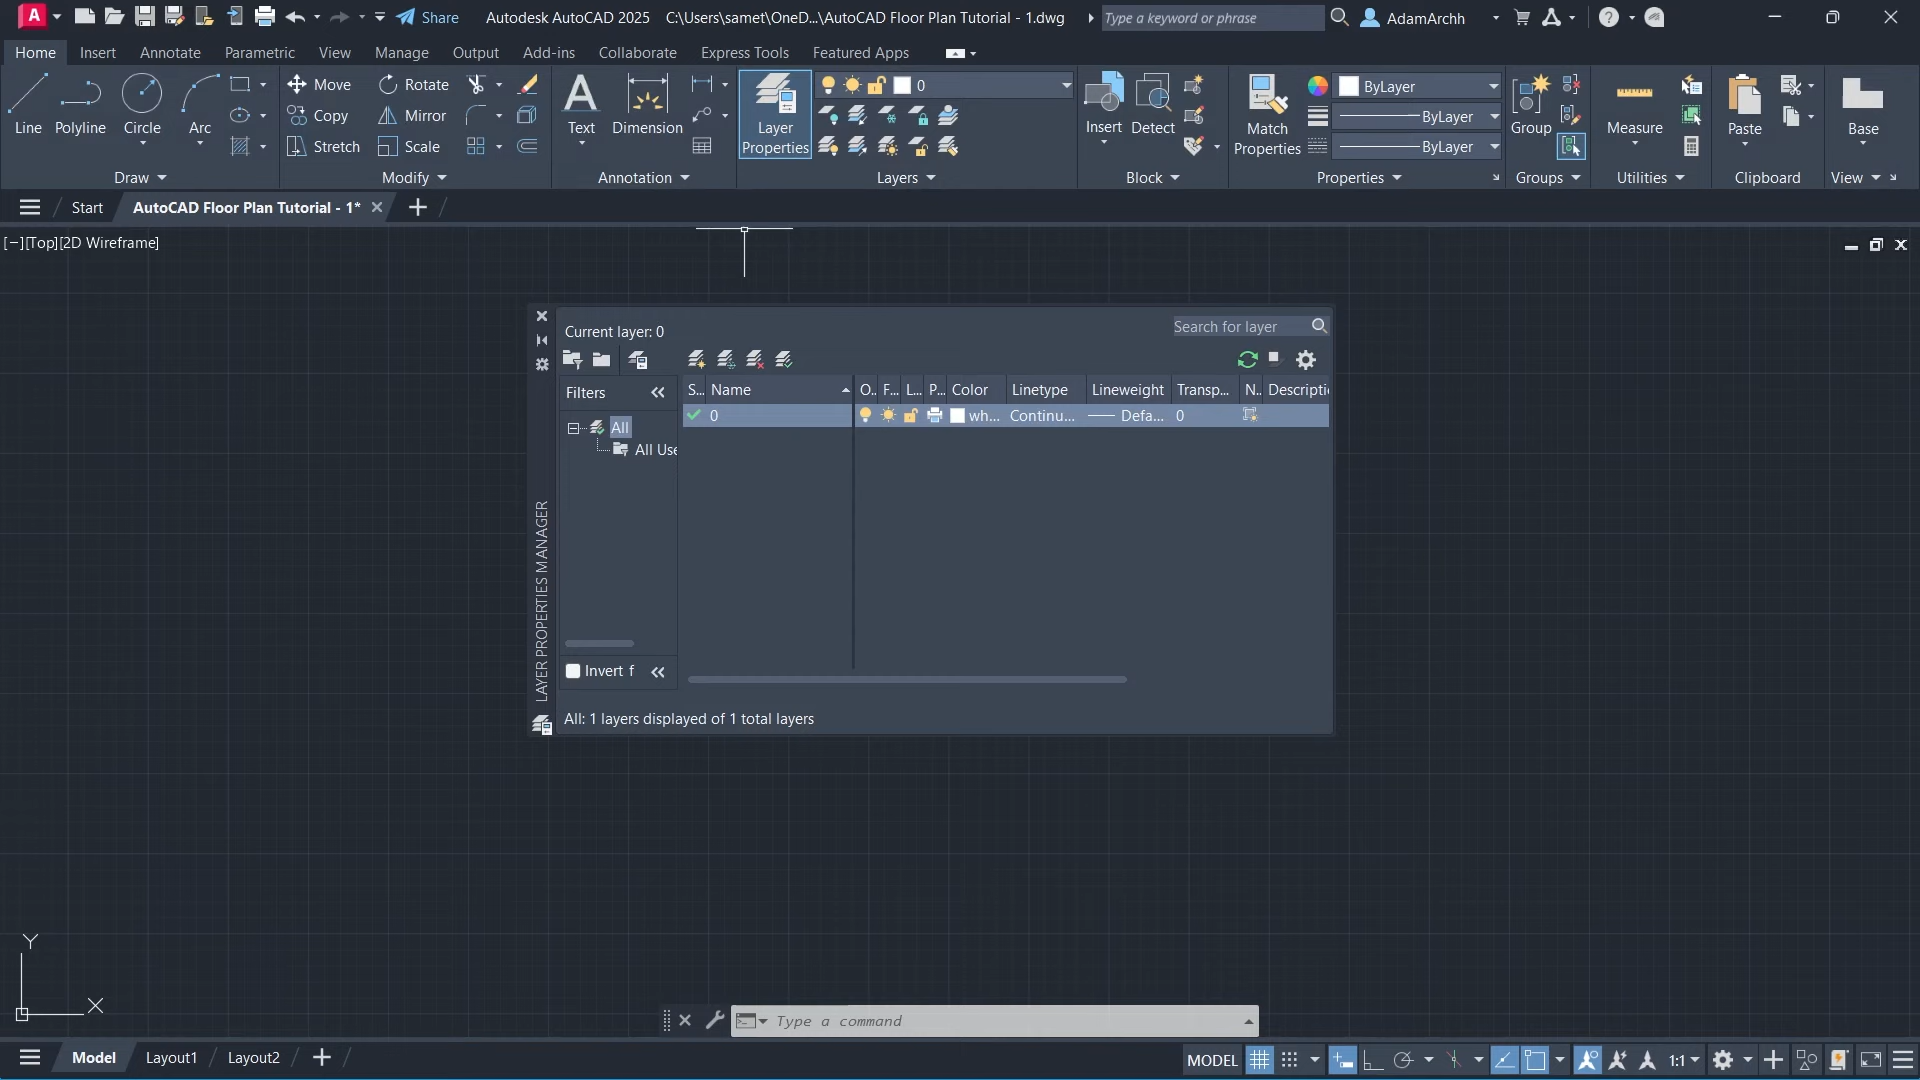 A Share Autodesk AutoCAD 2025 C:\Users\samet\OneD...\AutoCAD Floor Plan Tutorial - 1.dwg Type a keyword or phrase AdamArchh
Home Insert Annotate Parametric View Manage Output Add-ins Collaborate Express Tools Featured Apps
Line Polyline Circle Arc
Move Rotate
Copy Mirror
Stretch Scale
Text Dimension
Layer Properties
0
Insert Detect
Match Properties
ByLayer
ByLayer
ByLayer
Group
Measure
Paste
Base
Draw Modify Annotation Layers Block Properties Groups Utilities Clipboard View
Start AutoCAD Floor Plan Tutorial - 1*
[−][Top][2D Wireframe]
Current layer: 0
Search for layer
Filters
S... Name O.. F... L... P... Color Linetype Lineweight Transp... N.. Descripti
0 wh... Continu... Defa... 0
All
All Use
LAYER PROPERTIES MANAGER
Invert f
All: 1 layers displayed of 1 total layers
Y
X
Type a command
Model Layout1 Layout2
MODEL 1:1